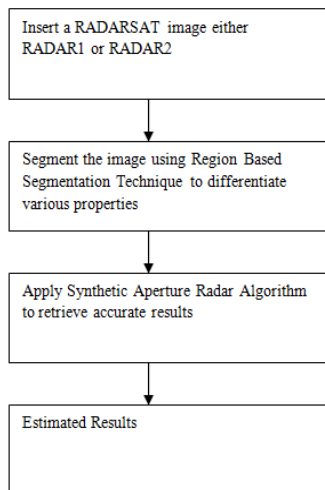 Insert a RADARSAT image either
RADAR1 or RADAR2
Segment the image using Region Based
Segmentation Technique to differentiate
various properties
Apply Synthetic Aperture Radar Algorithm
to retrieve accurate results
Estimated Results